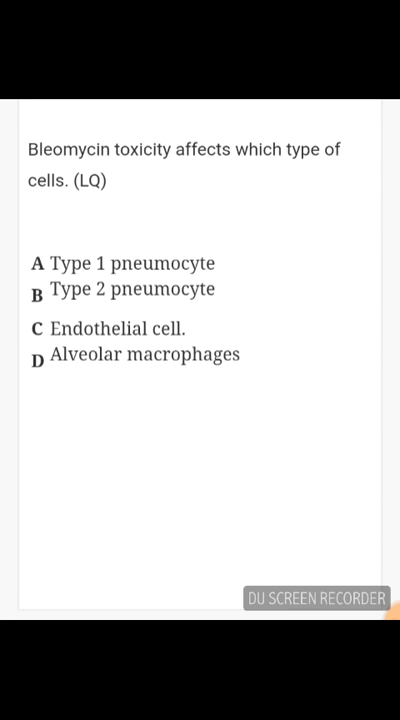 Bleomycin toxicity affects which type of
cells. (LQ)
A Type 1 pneumocyte
B Type 2 pneumocyte
C Endothelial cell.
D Alveolar macrophages
DU SCREEN RECORDER